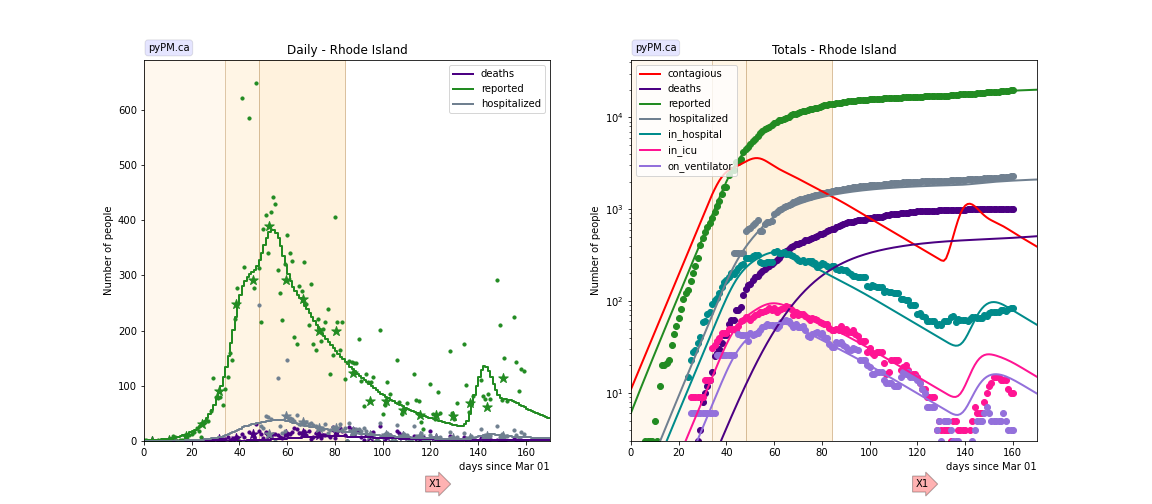 pyPM.ca
Daily - Rhode Island
Number of people
0
100
200
300
400
500
600
0 20 40 60 80 100 120 140 160
days since Mar 01
deaths
reported
hospitalized
X1
pyPM.ca
Totals - Rhode Island
Number of people
10^1
10^2
10^3
10^4
0 20 40 60 80 100 120 140 160
days since Mar 01
contagious
deaths
reported
hospitalized
in_hospital
in_icu
on_ventilator
X1